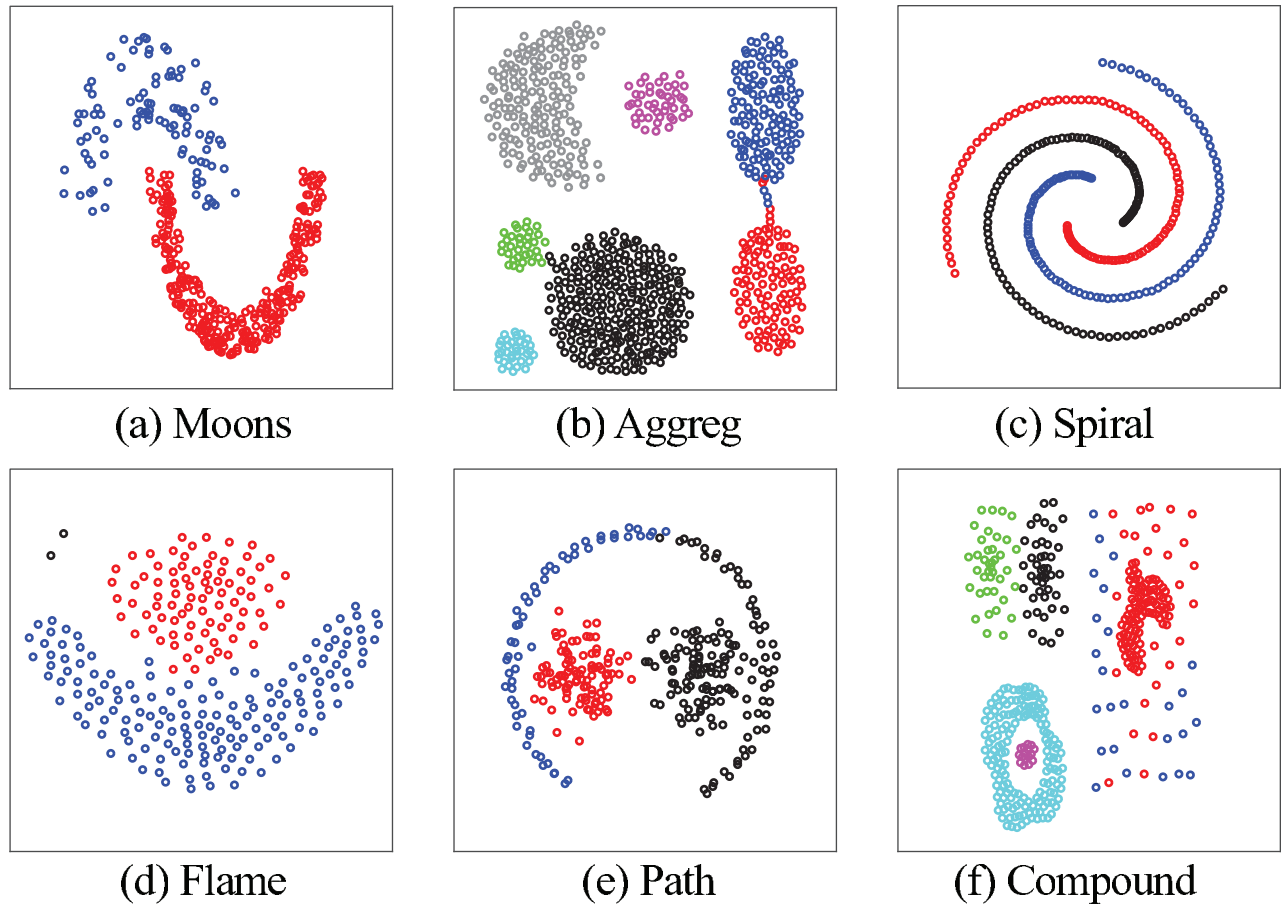 (a) Moons
(b) Aggreg
(c) Spiral
(d) Flame
(e) Path
(f) Compound